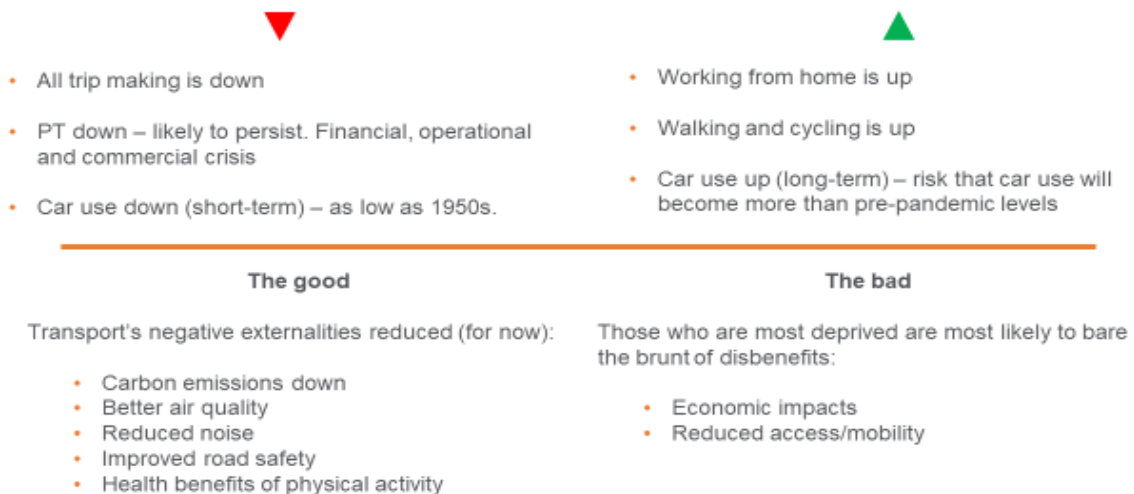 • All trip making is down
• PT down – likely to persist. Financial, operational
and commercial crisis
• Car use down (short-term) – as low as 1950s.
• Working from home is up
• Walking and cycling is up
• Car use up (long-term) – risk that car use will
become more than pre-pandemic levels
The good
Transport's negative externalities reduced (for now):
• Carbon emissions down
• Better air quality
• Reduced noise
• Improved road safety
• Health benefits of physical activity
The bad
Those who are most deprived are most likely to bare
the brunt of disbenefits:
• Economic impacts
• Reduced access/mobility